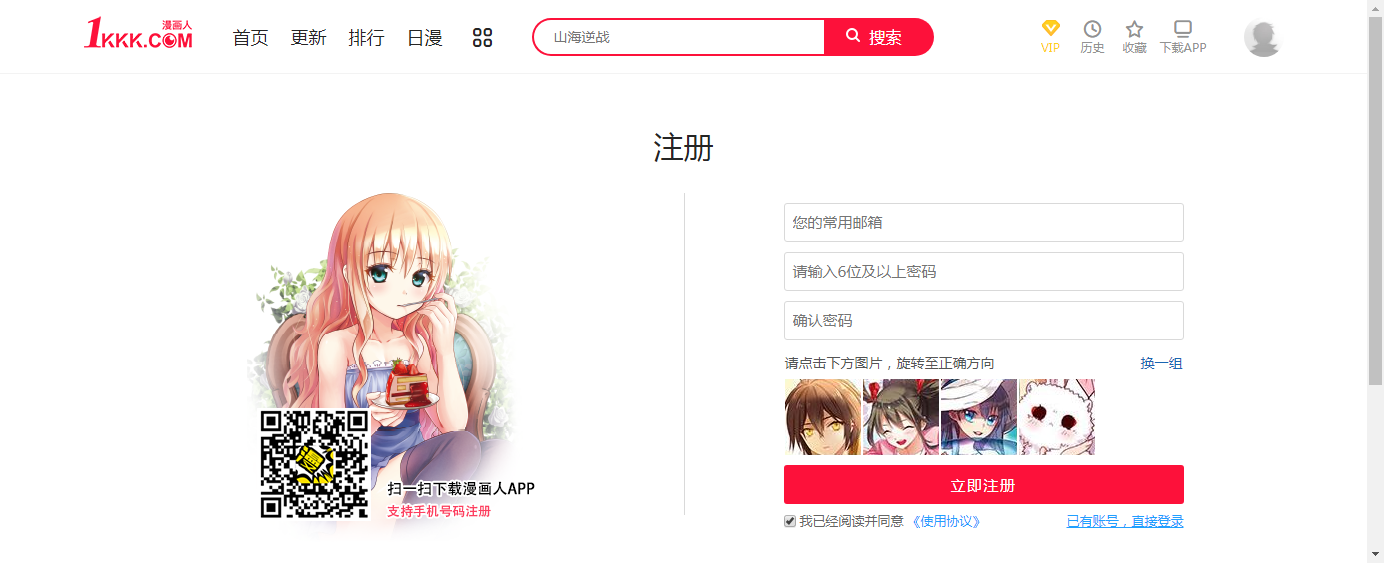 1KKK.COM 漫画人
首页 更新 排行 日漫
山海逆战
搜索
VIP 历史 收藏 下载APP
注册
您的常用邮箱
请输入6位及以上密码
确认密码
请点击下方图片，旋转至正确方向 换一组
立即注册
我已经阅读并同意 《使用协议》 已有账号，直接登录
漫
扫一扫下载漫画人APP
支持手机号码注册